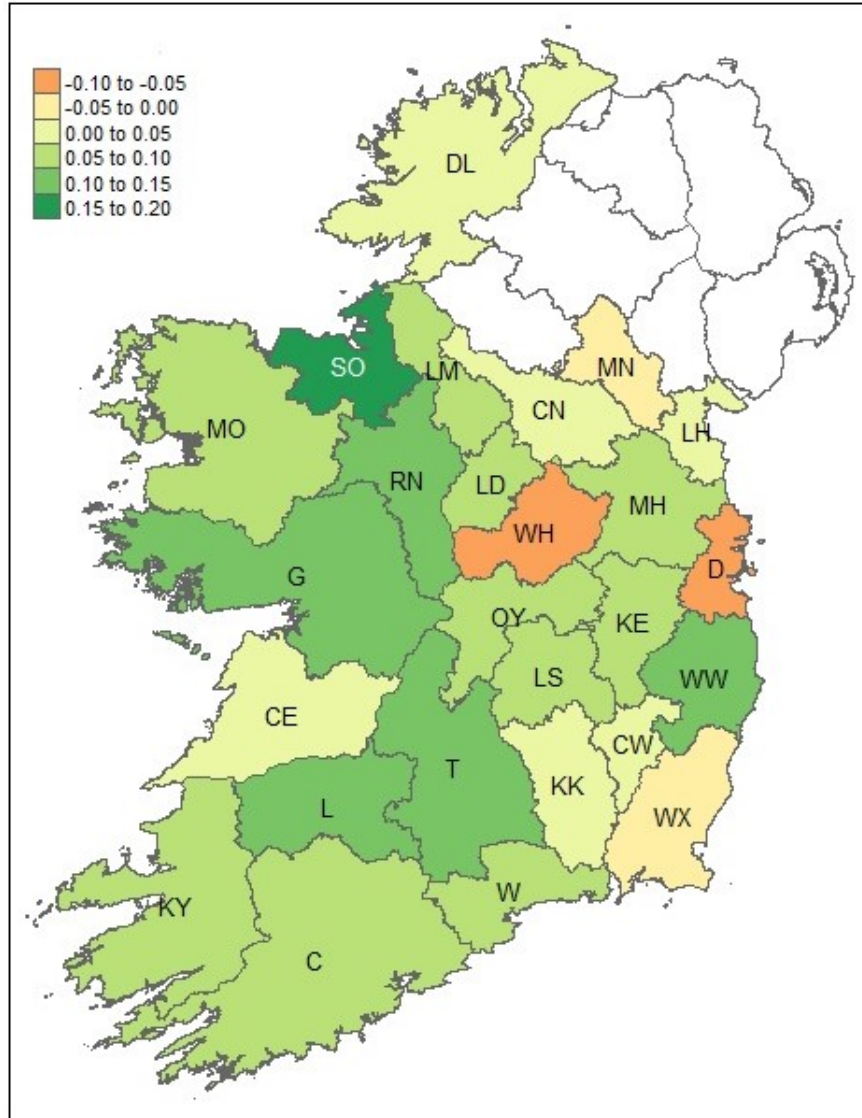 -0.10 to -0.05
-0.05 to 0.00
0.00 to 0.05
0.05 to 0.10
0.10 to 0.15
0.15 to 0.20
DL
SO
LM
MN
CN
MO
LH
RN
LD
MH
WH
G
D
OY
KE
LS
WW
CE
CW
T
KK
L
WX
W
KY
C